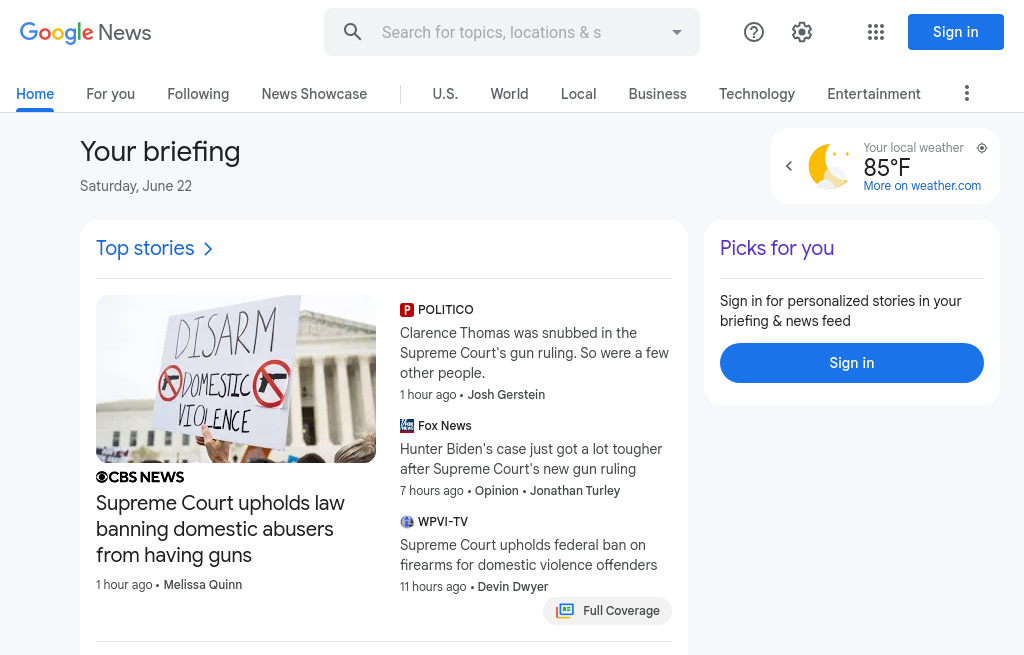 Google News
Search for topics, locations & s
Sign in
Home
For you
Following
News Showcase
U.S.
World
Local
Business
Technology
Entertainment
Your briefing
Saturday, June 22
Your local weather
85°F
More on weather.com
Top stories
DISARM
DOMESTIC
VIOLENCE
CBS NEWS
Supreme Court upholds law
banning domestic abusers
from having guns
1 hour ago • Melissa Quinn
POLITICO
Clarence Thomas was snubbed in the
Supreme Court's gun ruling. So were a few
other people.
1 hour ago • Josh Gerstein
Fox News
Hunter Biden's case just got a lot tougher
after Supreme Court's new gun ruling
7 hours ago • Opinion • Jonathan Turley
WPVI-TV
Supreme Court upholds federal ban on
firearms for domestic violence offenders
11 hours ago • Devin Dwyer
Full Coverage
Picks for you
Sign in for personalized stories in your
briefing & news feed
Sign in